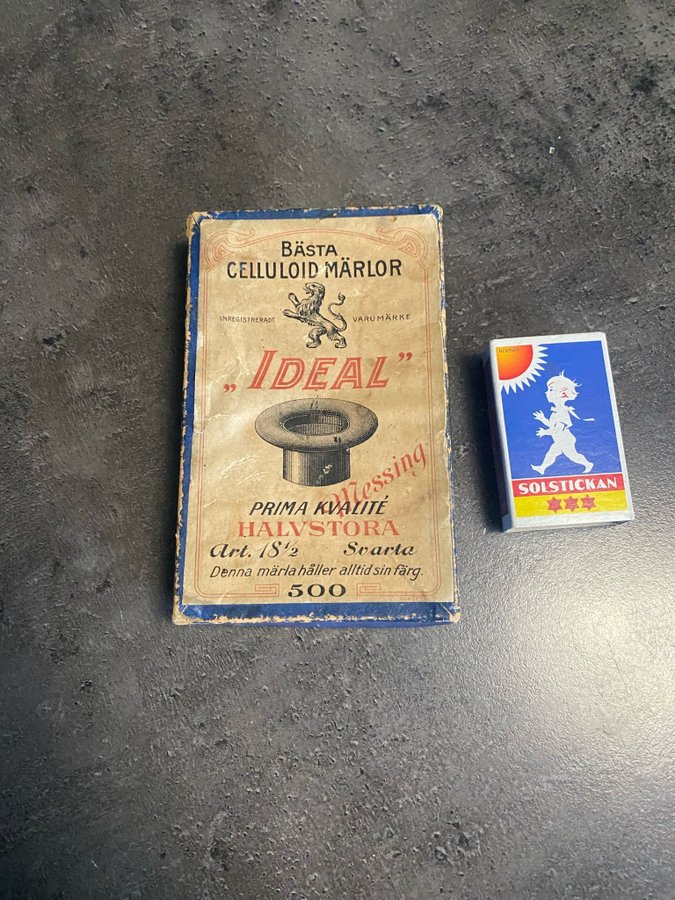 BÄSTA
CELLULOID MÄRLOR
INREGISTRERADT VARUMÄRKE
„IDEAL”
Messing
PRIMA KVALITÉ
HALVSTORA
Art. 18½ Svarta
Denna märla håller alltid sin färg.
500
SOLSTICKAN